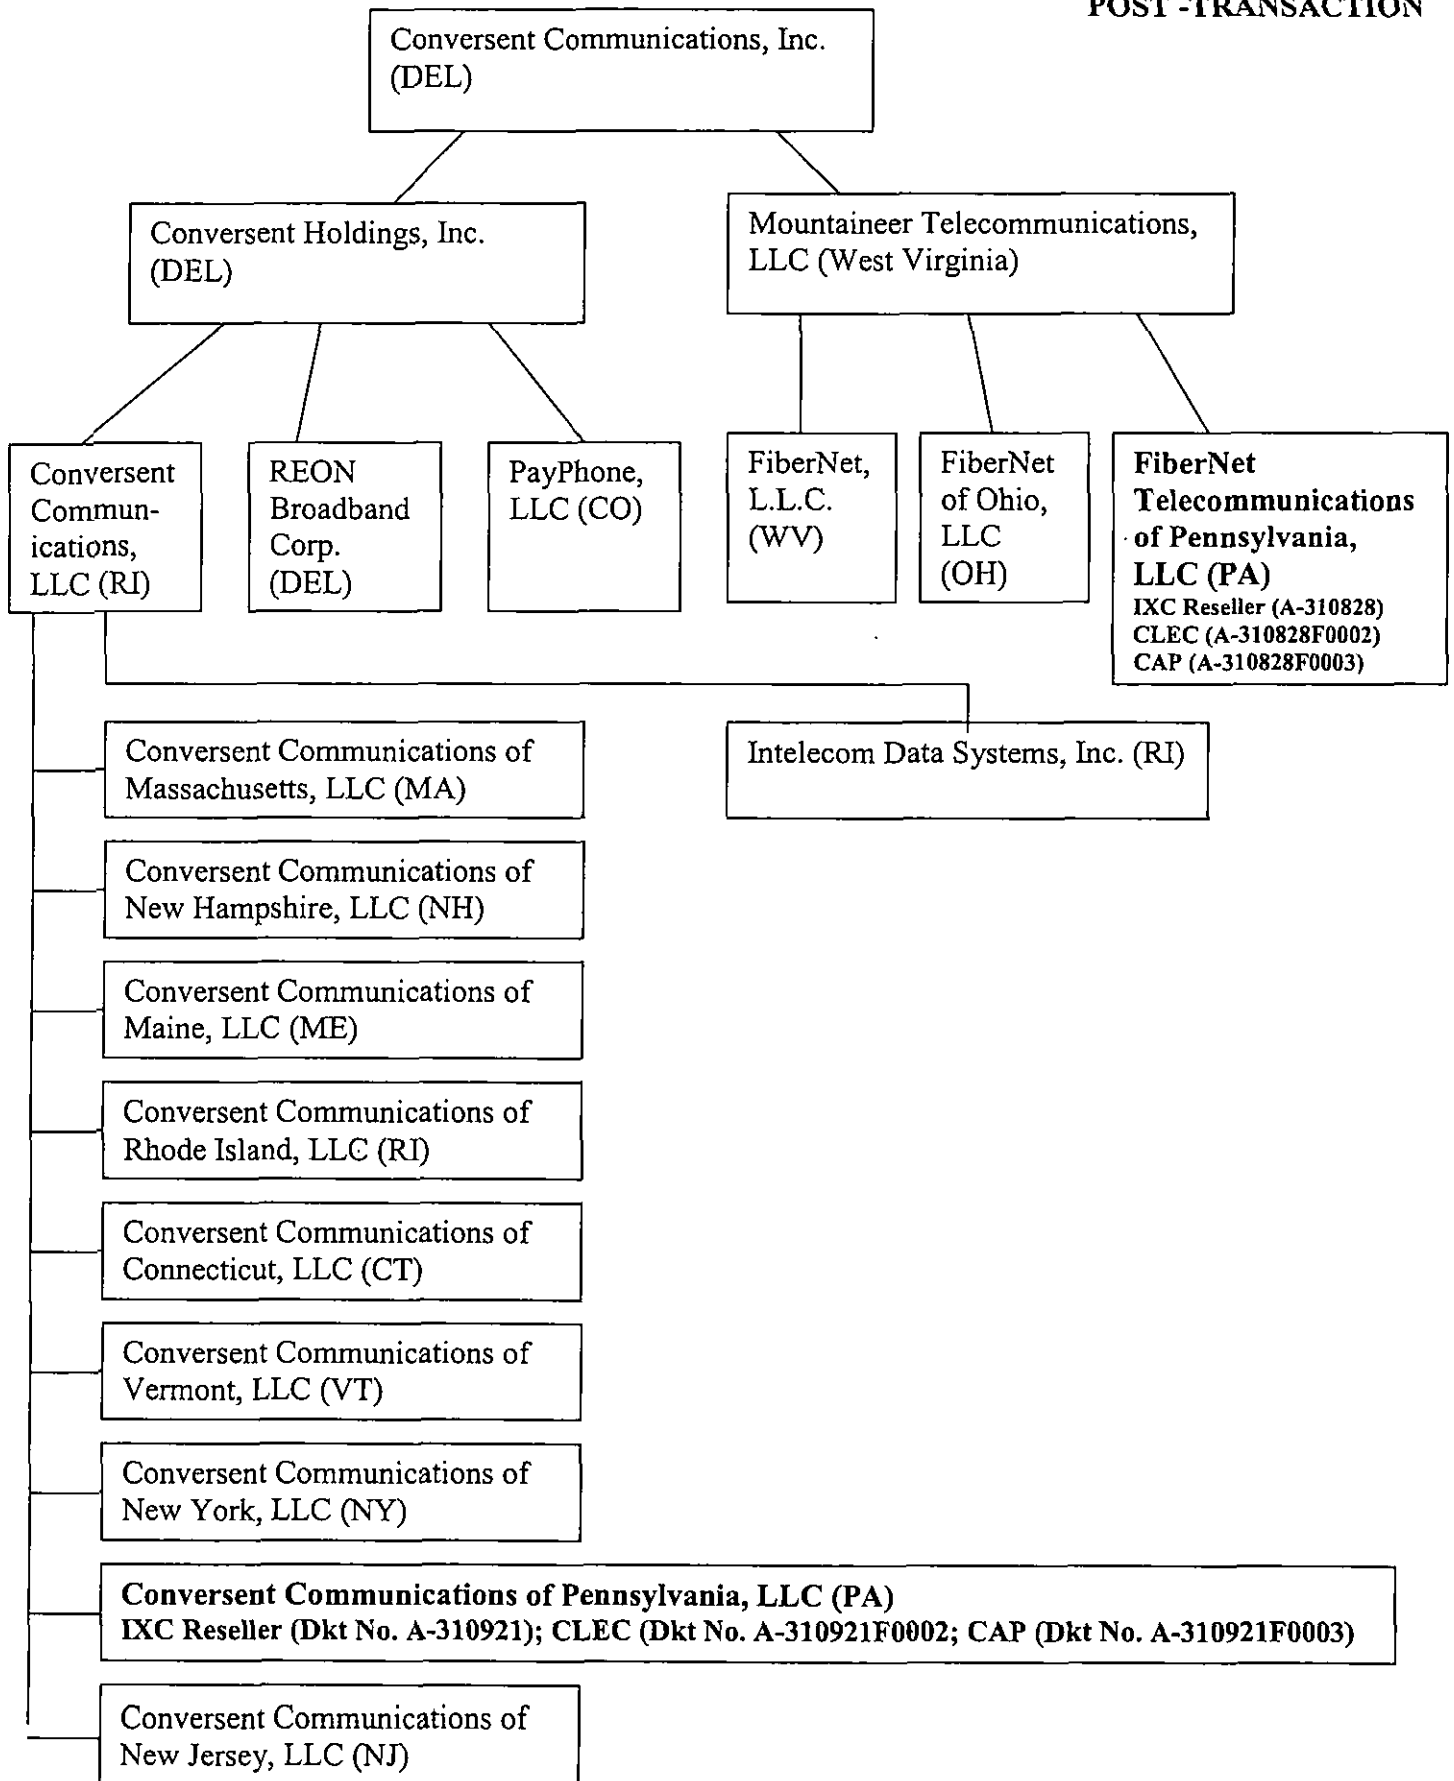 POST -TRANSACTION
Conversent Communications, Inc.
(DEL)
Conversent Holdings, Inc.
(DEL)
Mountaineer Telecommunications,
LLC (West Virginia)
Conversent
Commun-
ications,
LLC (RI)
REON
Broadband
Corp.
(DEL)
PayPhone,
LLC (CO)
FiberNet,
L.L.C.
(WV)
FiberNet
of Ohio,
LLC
(OH)
FiberNet
Telecommunications
of Pennsylvania,
LLC (PA)
IXC Reseller (A-310828)
CLEC (A-310828F0002)
CAP (A-310828F0003)
Conversent Communications of
Massachusetts, LLC (MA)
Intelecom Data Systems, Inc. (RI)
Conversent Communications of
New Hampshire, LLC (NH)
Conversent Communications of
Maine, LLC (ME)
Conversent Communications of
Rhode Island, LLC (RI)
Conversent Communications of
Connecticut, LLC (CT)
Conversent Communications of
Vermont, LLC (VT)
Conversent Communications of
New York, LLC (NY)
Conversent Communications of Pennsylvania, LLC (PA)
IXC Reseller (Dkt No. A-310921); CLEC (Dkt No. A-310921F0002; CAP (Dkt No. A-310921F0003)
Conversent Communications of
New Jersey, LLC (NJ)